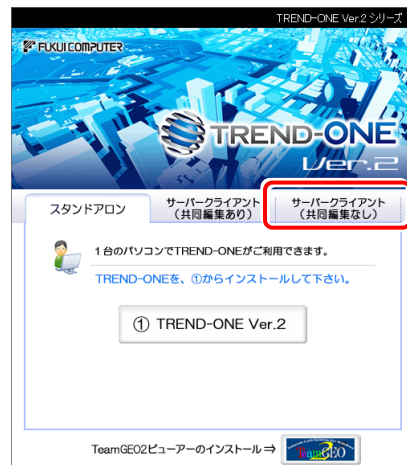 TREND-ONE Ver.2 シリーズ
FUKUI COMPUTER
TREND-ONE
Ver.2
スタンドアロン
サーバークライアント
（共同編集あり）
サーバークライアント
（共同編集なし）
1台のパソコンでTREND-ONEがご利用できます。
TREND-ONEを、①からインストールして下さい。
① TREND-ONE Ver.2
TeamGEO2ビューアーのインストール⇒
TeamGEO